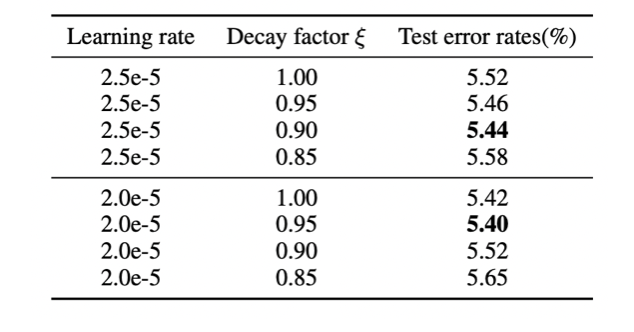 Learning rate Decay factor ξ Test error rates(%)
2.5e-5 1.00 5.52
2.5e-5 0.95 5.46
2.5e-5 0.90 5.44
2.5e-5 0.85 5.58
2.0e-5 1.00 5.42
2.0e-5 0.95 5.40
2.0e-5 0.90 5.52
2.0e-5 0.85 5.65